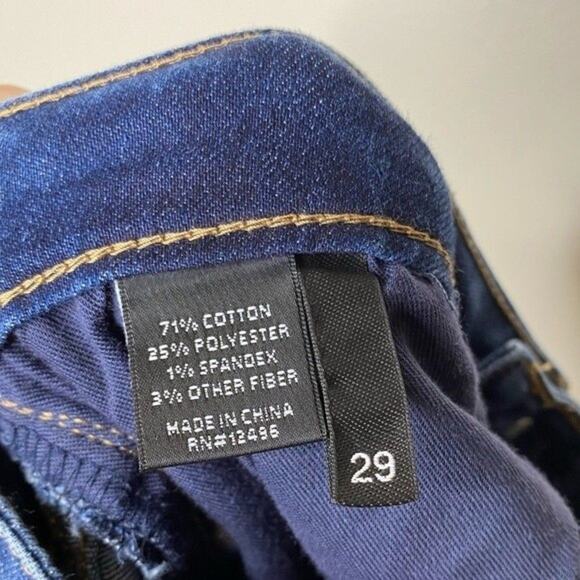 71% COTTON
25% POLYESTER
1% SPANDEX
3% OTHER FIBER
MADE IN CHINA
RN#12496
29